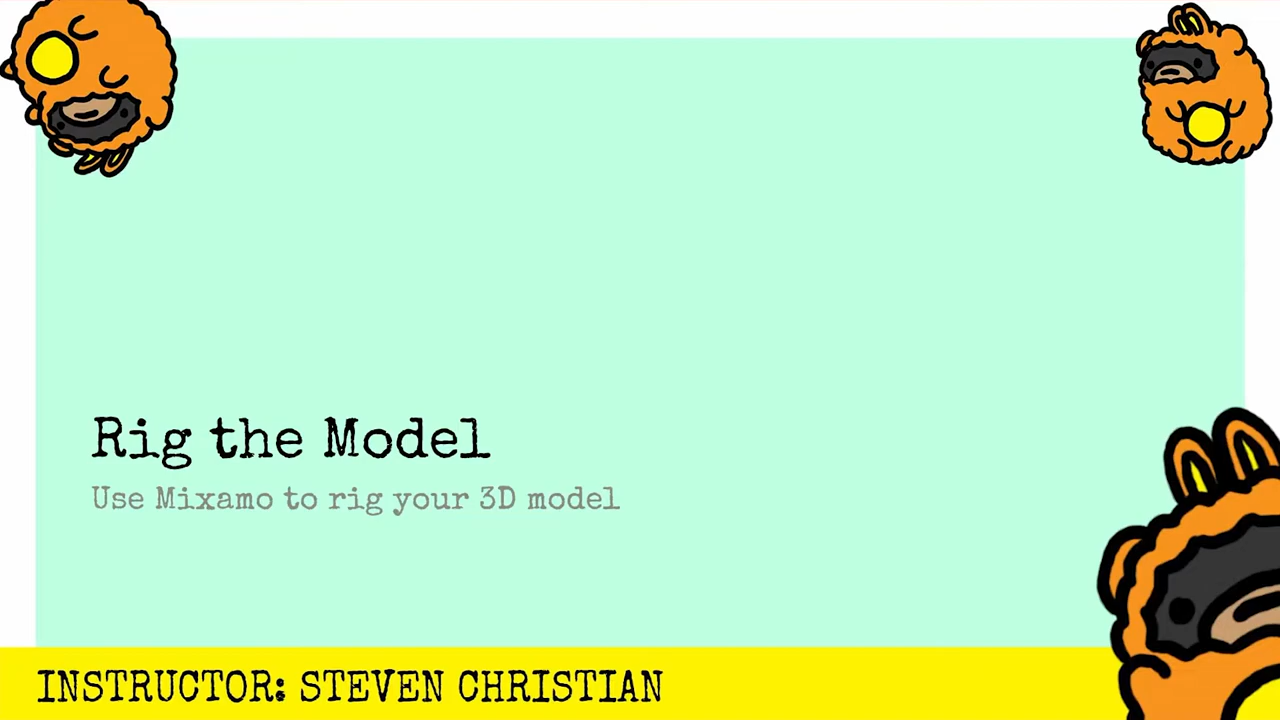 Rig the Model
Use Mixamo to rig your 3D model
INSTRUCTOR: STEVEN CHRISTIAN